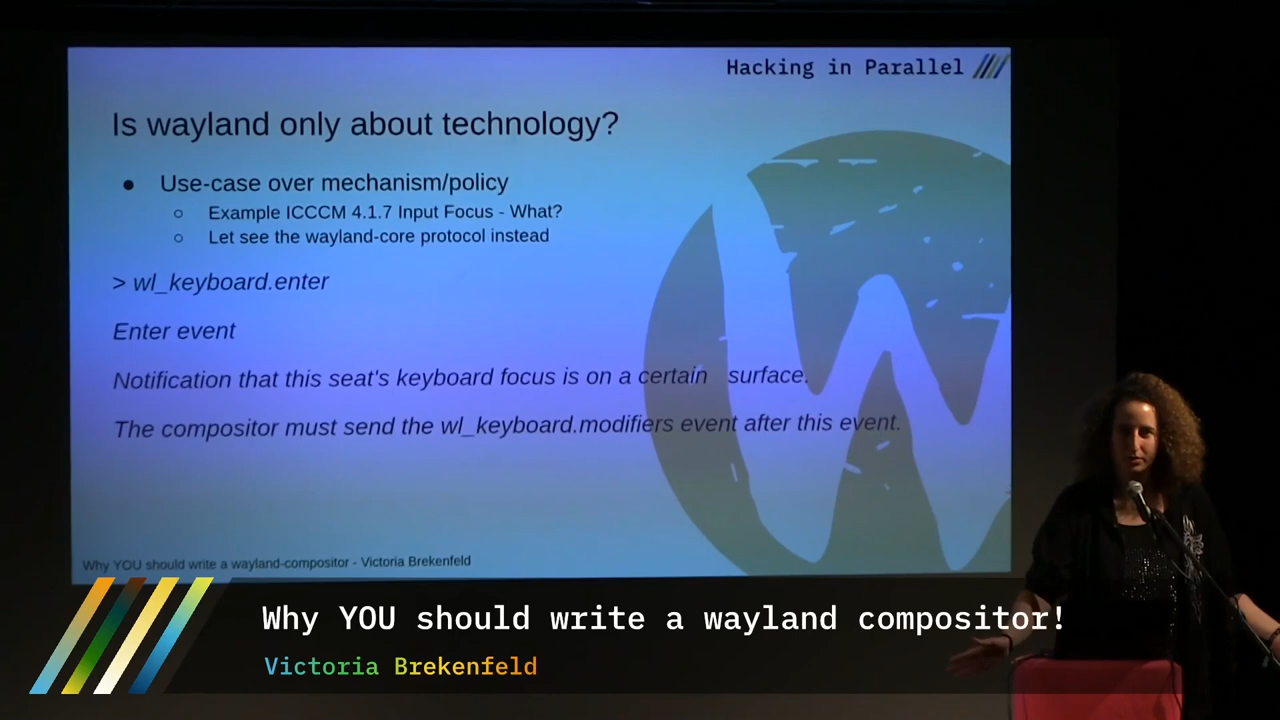 Hacking in Parallel
Is wayland only about technology?
● Use-case over mechanism/policy
○ Example ICCCM 4.1.7 Input Focus - What?
○ Let see the wayland-core protocol instead
> wl_keyboard.enter
Enter event
Notification that this seat's keyboard focus is on a certain surface.
The compositor must send the wl_keyboard.modifiers event after this event.
Why YOU should write a wayland-compositor - Victoria Brekenfeld
Why YOU should write a wayland compositor!
Victoria Brekenfeld